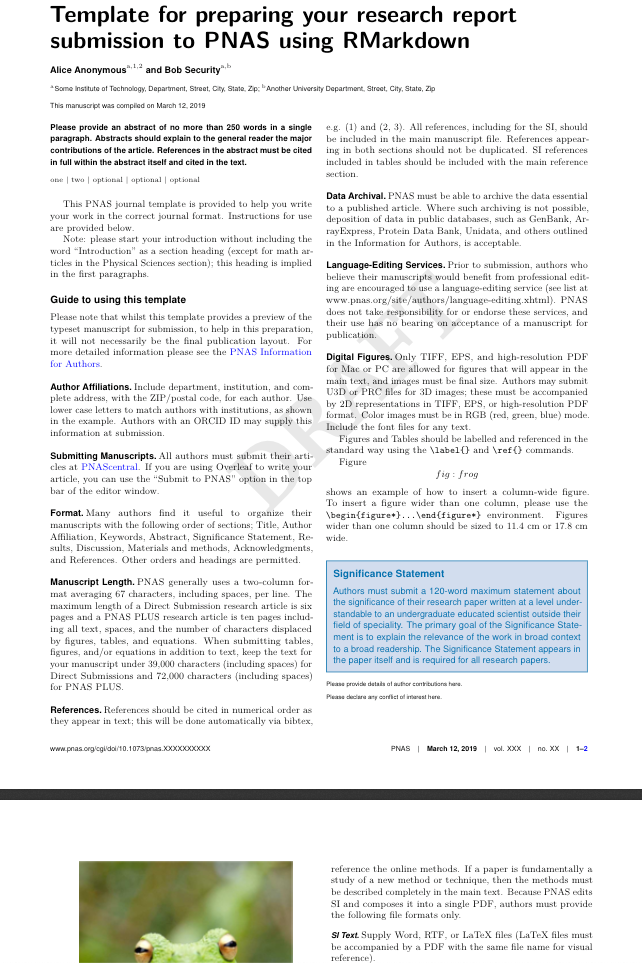 Template for preparing your research report
submission to PNAS using RMarkdown
Alice Anonymous a,1,2 and Bob Security a,b
a Some Institute of Technology, Department, Street, City, State, Zip; b Another University Department, Street, City, State, Zip
This manuscript was compiled on March 12, 2019
Please provide an abstract of no more than 250 words in a single
paragraph. Abstracts should explain to the general reader the major
contributions of the article. References in the abstract must be cited
in full within the abstract itself and cited in the text.
one | two | optional | optional | optional
This PNAS journal template is provided to help you write
your work in the correct journal format. Instructions for use
are provided below.
Note: please start your introduction without including the
word “Introduction” as a section heading (except for math ar-
ticles in the Physical Sciences section); this heading is implied
in the first paragraphs.
Guide to using this template
Please note that whilst this template provides a preview of the
typeset manuscript for submission, to help in this preparation,
it will not necessarily be the final publication layout. For
more detailed information please see the PNAS Information
for Authors.
Author Affiliations. Include department, institution, and com-
plete address, with the ZIP/postal code, for each author. Use
lower case letters to match authors with institutions, as shown
in the example. Authors with an ORCID ID may supply this
information at submission.
Submitting Manuscripts. All authors must submit their arti-
cles at PNAScentral. If you are using Overleaf to write your
article, you can use the “Submit to PNAS” option in the top
bar of the editor window.
Format. Many authors find it useful to organize their
manuscripts with the following order of sections; Title, Author
Affiliation, Keywords, Abstract, Significance Statement, Re-
sults, Discussion, Materials and methods, Acknowledgments,
and References. Other orders and headings are permitted.
Manuscript Length. PNAS generally uses a two-column for-
mat averaging 67 characters, including spaces, per line. The
maximum length of a Direct Submission research article is six
pages and a PNAS PLUS research article is ten pages includ-
ing all text, spaces, and the number of characters displaced
by figures, tables, and equations. When submitting tables,
figures, and/or equations in addition to text, keep the text for
your manuscript under 39,000 characters (including spaces) for
Direct Submissions and 72,000 characters (including spaces)
for PNAS PLUS.
References. References should be cited in numerical order as
they appear in text; this will be done automatically via bibtex,
e.g. (1) and (2, 3). All references, including for the SI, should
be included in the main manuscript file. References appear-
ing in both sections should not be duplicated. SI references
included in tables should be included with the main reference
section.
Data Archival. PNAS must be able to archive the data essential
to a published article. Where such archiving is not possible,
deposition of data in public databases, such as GenBank, Ar-
rayExpress, Protein Data Bank, Unidata, and others outlined
in the Information for Authors, is acceptable.
Language-Editing Services. Prior to submission, authors who
believe their manuscripts would benefit from professional edit-
ing are encouraged to use a language-editing service (see list at
www.pnas.org/site/authors/language-editing.xhtml). PNAS
does not take responsibility for or endorse these services, and
their use has no bearing on acceptance of a manuscript for
publication.
Digital Figures. Only TIFF, EPS, and high-resolution PDF
for Mac or PC are allowed for figures that will appear in the
main text, and images must be final size. Authors may submit
U3D or PRC files for 3D images; these must be accompanied
by 2D representations in TIFF, EPS, or high-resolution PDF
format. Color images must be in RGB (red, green, blue) mode.
Include the font files for any text.
Figures and Tables should be labelled and referenced in the
standard way using the \label{} and \ref{} commands.
Figure
fig : frog
shows an example of how to insert a column-wide figure.
To insert a figure wider than one column, please use the
\begin{figure*}...\end{figure*} environment. Figures
wider than one column should be sized to 11.4 cm or 17.8 cm
wide.
Significance Statement
Authors must submit a 120-word maximum statement about
the significance of their research paper written at a level under-
standable to an undergraduate educated scientist outside their
field of speciality. The primary goal of the Significance State-
ment is to explain the relevance of the work in broad context
to a broad readership. The Significance Statement appears in
the paper itself and is required for all research papers.
Please provide details of author contributions here.
Please declare any conflict of interest here.
DRAFT
www.pnas.org/cgi/doi/10.1073/pnas.XXXXXXXXXX
PNAS | March 12, 2019 | vol. XXX | no. XX | 1–2
reference the online methods. If a paper is fundamentally a
study of a new method or technique, then the methods must
be described completely in the main text. Because PNAS edits
SI and composes it into a single PDF, authors must provide
the following file formats only.
SI Text. Supply Word, RTF, or LaTeX files (LaTeX files must
be accompanied by a PDF with the same file name for visual
reference).